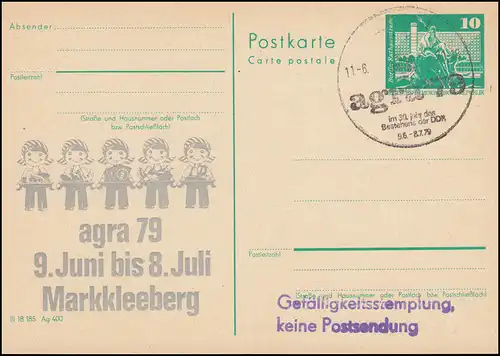 Absender
Postleitzahl
(Straße und Hausnummer oder Postfach
bzw. Postschließfach)
agra 79
9. Juni bis 8. Juli
Markkleeberg
III 18 185 Ag 400
Postkarte
Carte postale
10
11.-6.
agra 79
im 30. Jahr des
Bestehens der DDR
9.6.-8.7.79
Postleitzahl
(Straße und Hausnummer oder Postfach bzw. Postschließfach)
Gefälligkeitsstemplung,
keine Postsendung